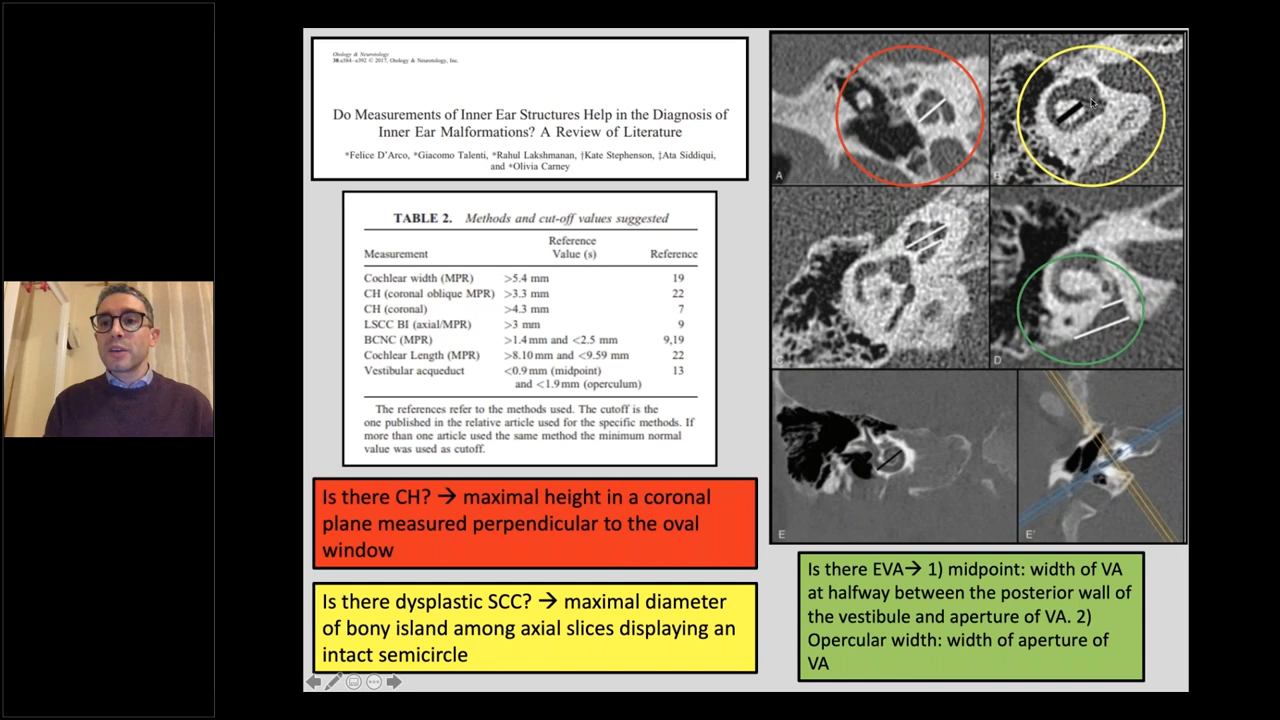 Otology & Neurotology
38:e384–e392 © 2017, Otology & Neurotology, Inc.
Do Measurements of Inner Ear Structures Help in the Diagnosis of
Inner Ear Malformations? A Review of Literature
*Felice D'Arco, *Giacomo Talenti, *Rahul Lakshmanan, †Kate Stephenson, ‡Ata Siddiqui,
and *Olivia Carney
TABLE 2. Methods and cut-off values suggested
Measurement Reference Value (s) Reference
Cochlear width (MPR) >5.4 mm 19
CH (coronal oblique MPR) >3.3 mm 22
CH (coronal) >4.3 mm 7
LSCC BI (axial/MPR) >3 mm 9
BCNC (MPR) >1.4 mm and <2.5 mm 9,19
Cochlear Length (MPR) >8.10 mm and <9.59 mm 22
Vestibular acqueduct <0.9 mm (midpoint) 13
and <1.9 mm (operculum)
The references refer to the methods used. The cutoff is the
one published in the relative article used for the specific methods. If
more than one article used the same method the minimum normal
value was used as cutoff.
Is there CH? → maximal height in a coronal
plane measured perpendicular to the oval
window
Is there dysplastic SCC? → maximal diameter
of bony island among axial slices displaying an
intact semicircle
A
B
C
D
E
E'
Is there EVA→ 1) midpoint: width of VA
at halfway between the posterior wall of
the vestibule and aperture of VA. 2)
Opercular width: width of aperture of
VA